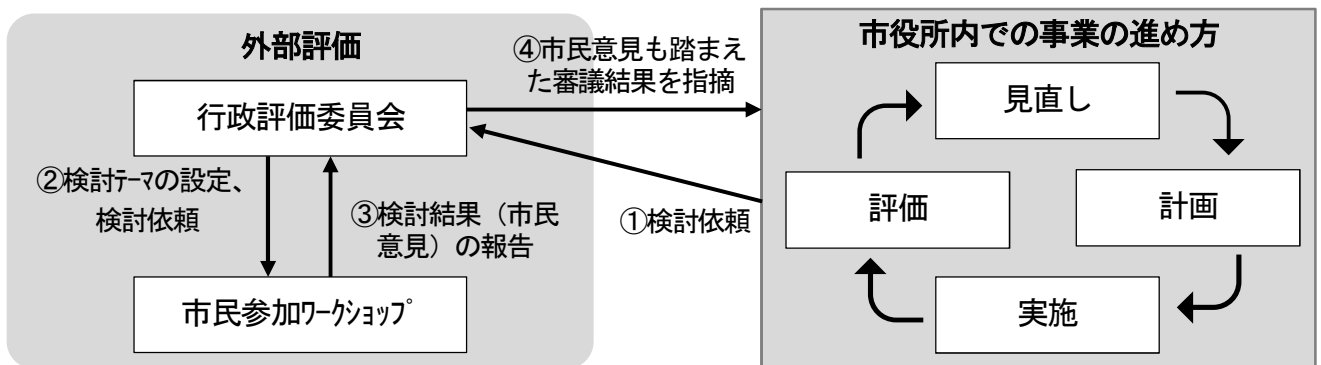 外部評価
行政評価委員会
②検討ﾃｰﾏの設定、
検討依頼
③検討結果（市民
意見）の報告
市民参加ﾜｰｸｼｮｯﾌﾟ
④市民意見も踏まえ
た審議結果を指摘
①検討依頼
市役所内での事業の進め方
見直し
評価
計画
実施